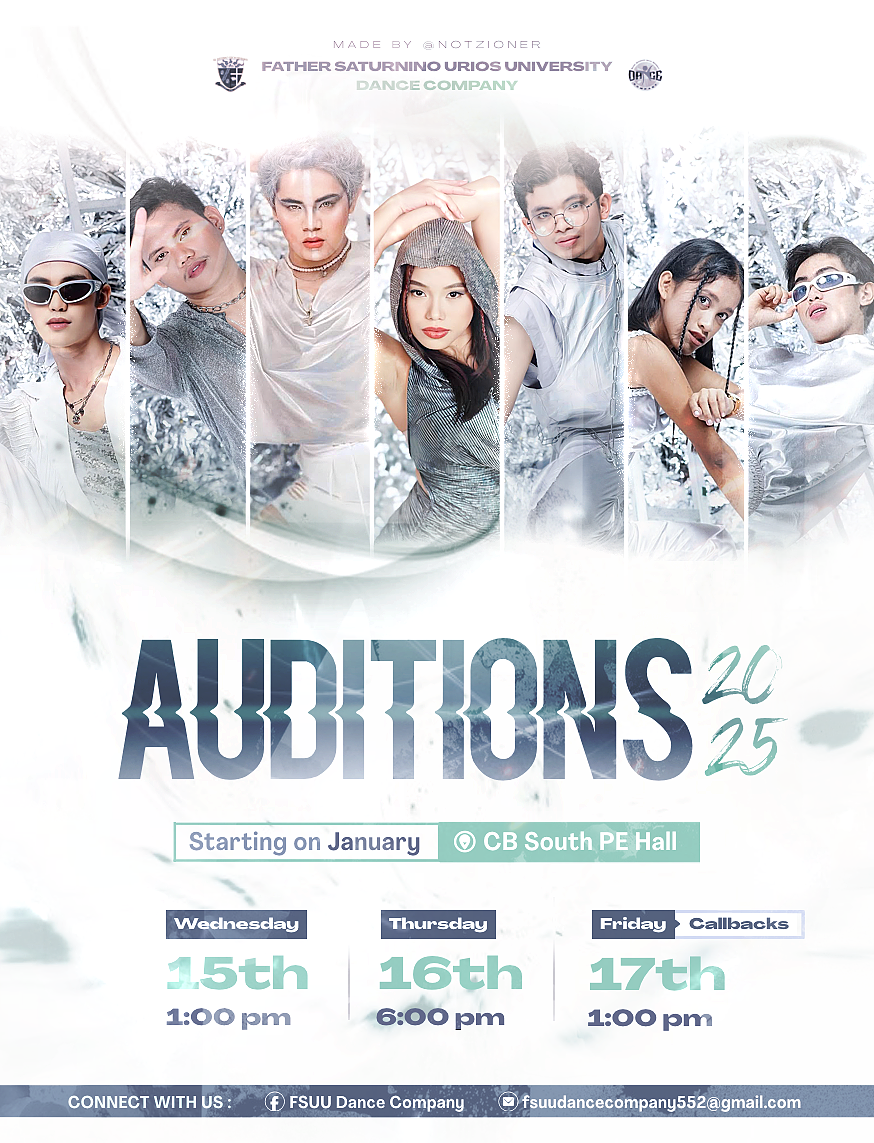 MADE BY @NOTZIONER
FATHER SATURNINO URIOS UNIVERSITY
DANCE COMPANY
DANCE
AUDITIONS 2025
Starting on January CB South PE Hall
Wednesday Thursday Friday Callbacks
15th 16th 17th
1:00 pm 6:00 pm 1:00 pm
CONNECT WITH US : FSUU Dance Company fsuudancecompany552@gmail.com